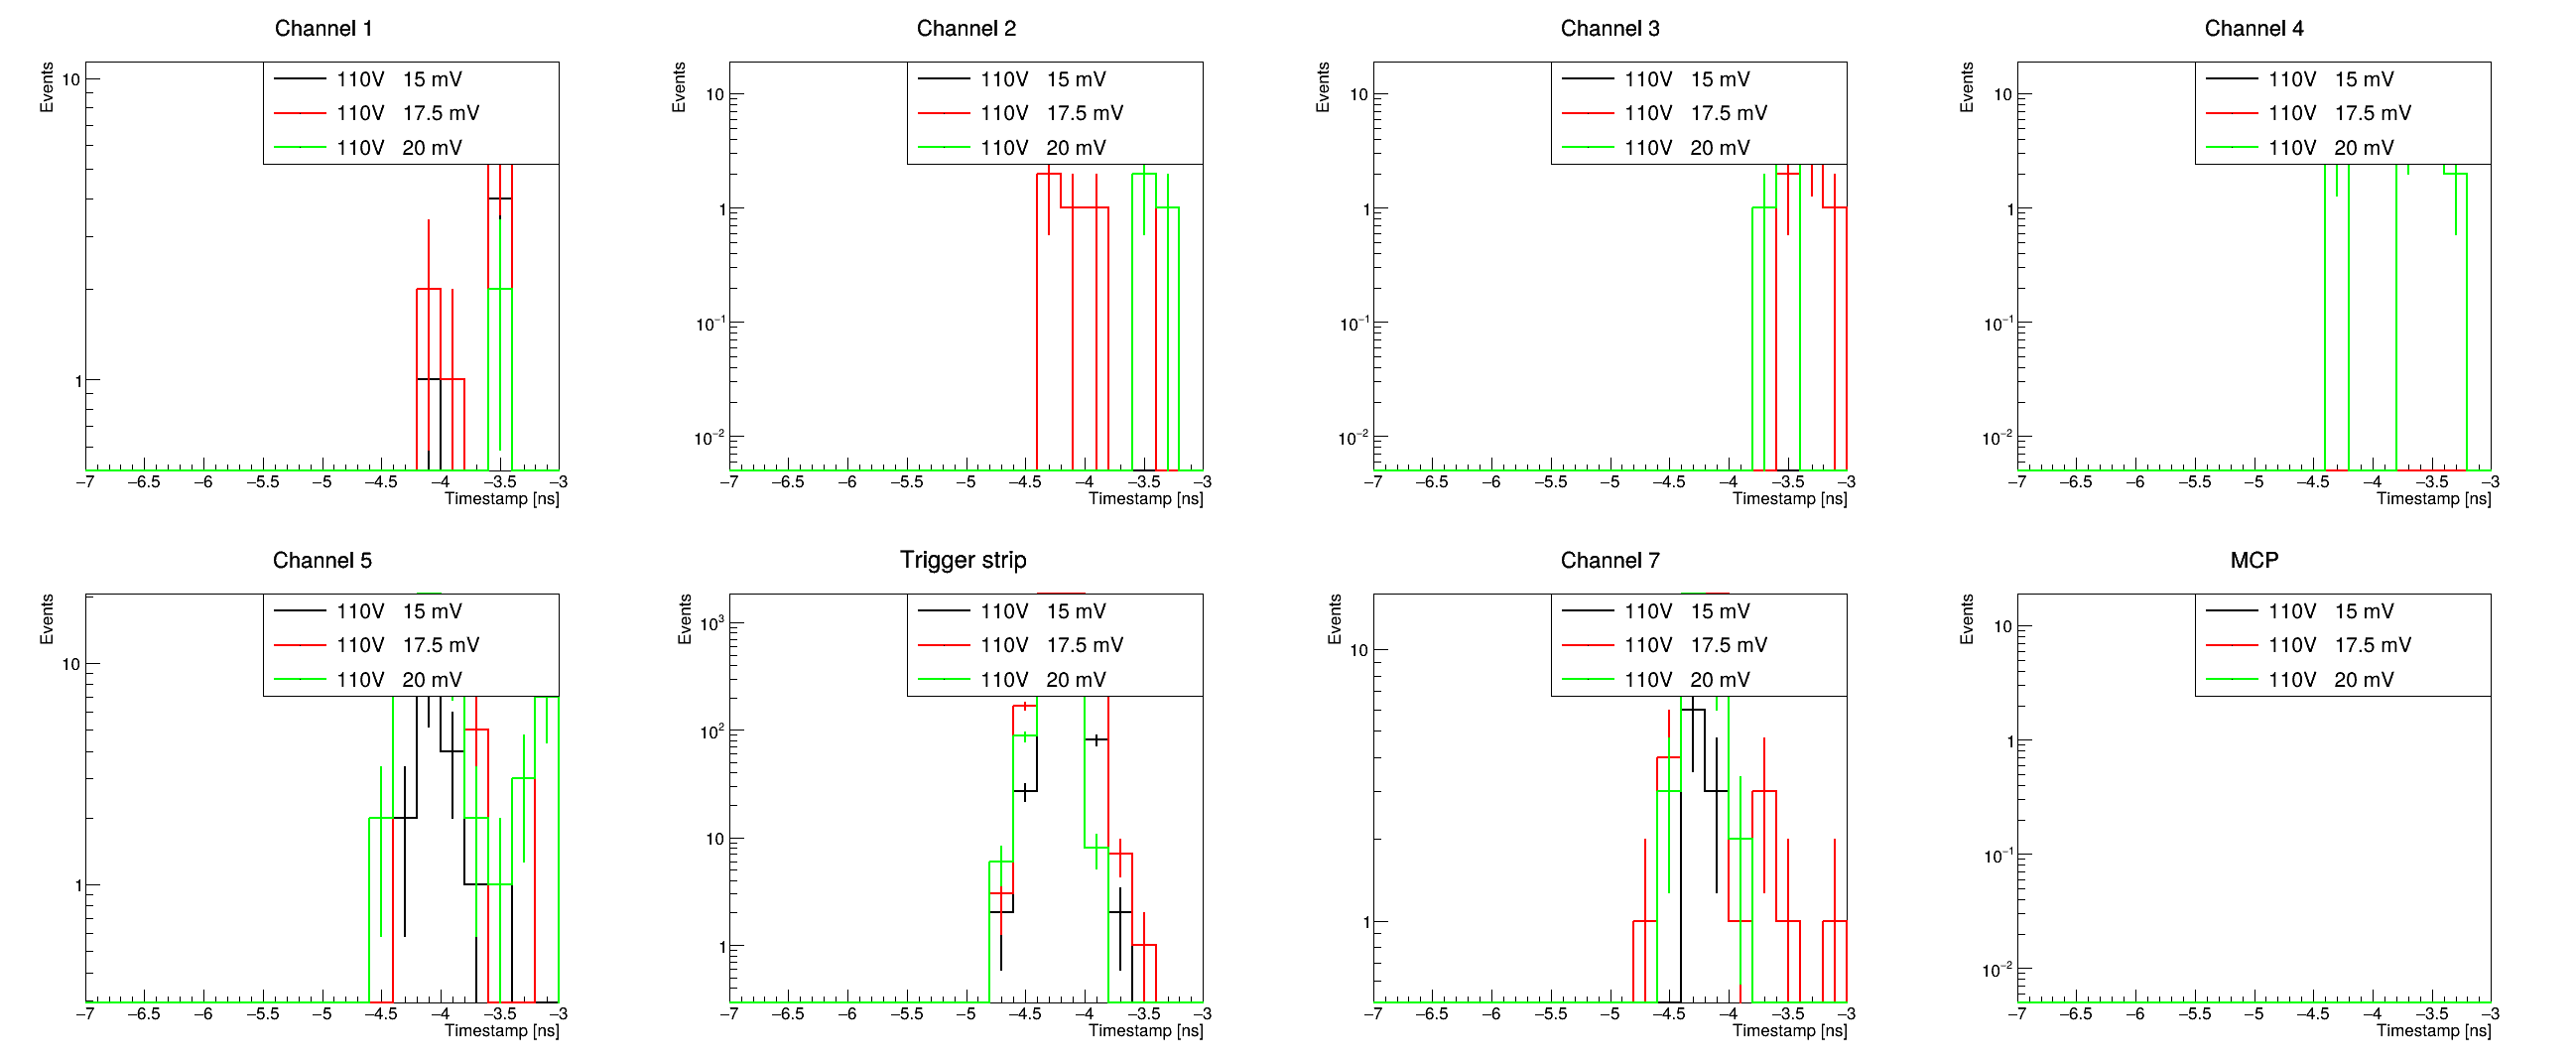 Channel 1
Events
110V 15 mV
110V 17.5 mV
110V 20 mV
10
1
−7 −6.5 −6 −5.5 −5 −4.5 −4 −3.5 −3
Timestamp [ns]
Channel 2
Events
110V 15 mV
110V 17.5 mV
110V 20 mV
10
1
10−1
10−2
−7 −6.5 −6 −5.5 −5 −4.5 −4 −3.5 −3
Timestamp [ns]
Channel 3
Events
110V 15 mV
110V 17.5 mV
110V 20 mV
10
1
10−1
10−2
−7 −6.5 −6 −5.5 −5 −4.5 −4 −3.5 −3
Timestamp [ns]
Channel 4
Events
110V 15 mV
110V 17.5 mV
110V 20 mV
10
1
10−1
10−2
−7 −6.5 −6 −5.5 −5 −4.5 −4 −3.5 −3
Timestamp [ns]
Channel 5
Events
110V 15 mV
110V 17.5 mV
110V 20 mV
10
1
−7 −6.5 −6 −5.5 −5 −4.5 −4 −3.5 −3
Timestamp [ns]
Trigger strip
Events
110V 15 mV
110V 17.5 mV
110V 20 mV
10³
10²
10
1
−7 −6.5 −6 −5.5 −5 −4.5 −4 −3.5 −3
Timestamp [ns]
Channel 7
Events
110V 15 mV
110V 17.5 mV
110V 20 mV
10
1
−7 −6.5 −6 −5.5 −5 −4.5 −4 −3.5 −3
Timestamp [ns]
MCP
Events
110V 15 mV
110V 17.5 mV
110V 20 mV
10
1
10−1
10−2
−7 −6.5 −6 −5.5 −5 −4.5 −4 −3.5 −3
Timestamp [ns]